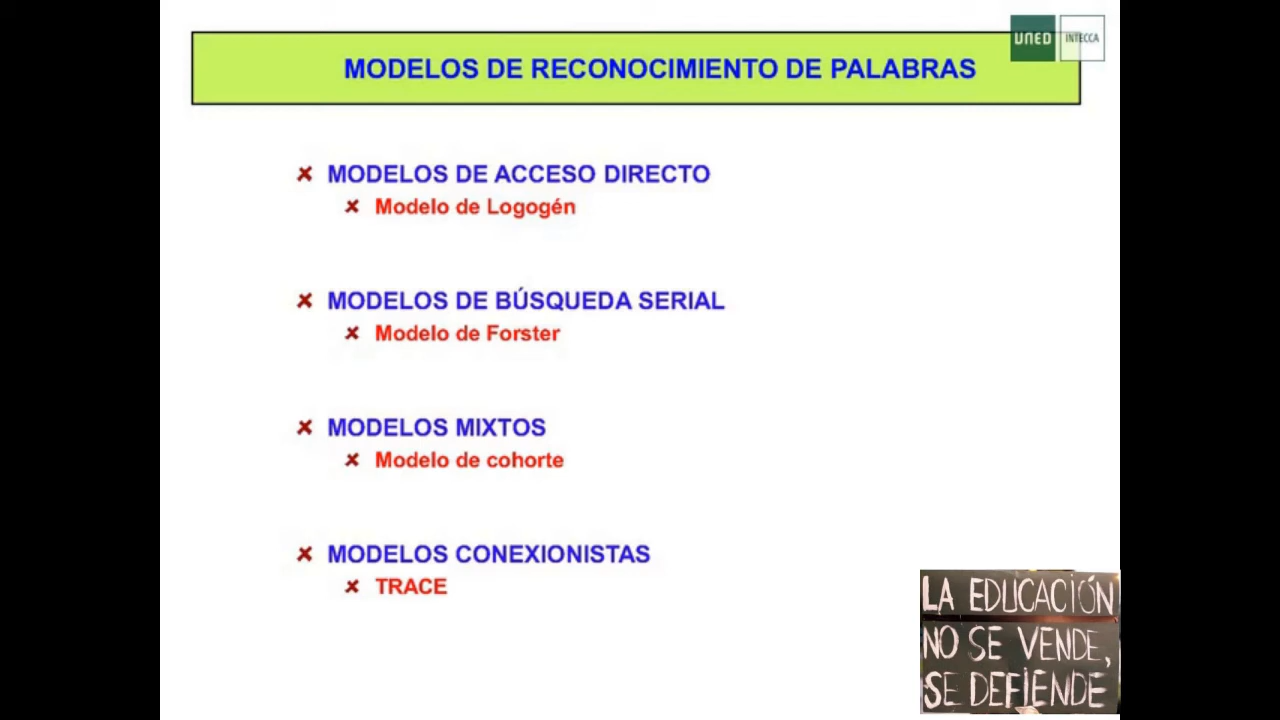 UNED INTECCA
MODELOS DE RECONOCIMIENTO DE PALABRAS
MODELOS DE ACCESO DIRECTO
Modelo de Logogén
MODELOS DE BÚSQUEDA SERIAL
Modelo de Forster
MODELOS MIXTOS
Modelo de cohorte
MODELOS CONEXIONISTAS
TRACE
LA EDUCACIÓN
NO SE VENDE,
SE DEFIENDE